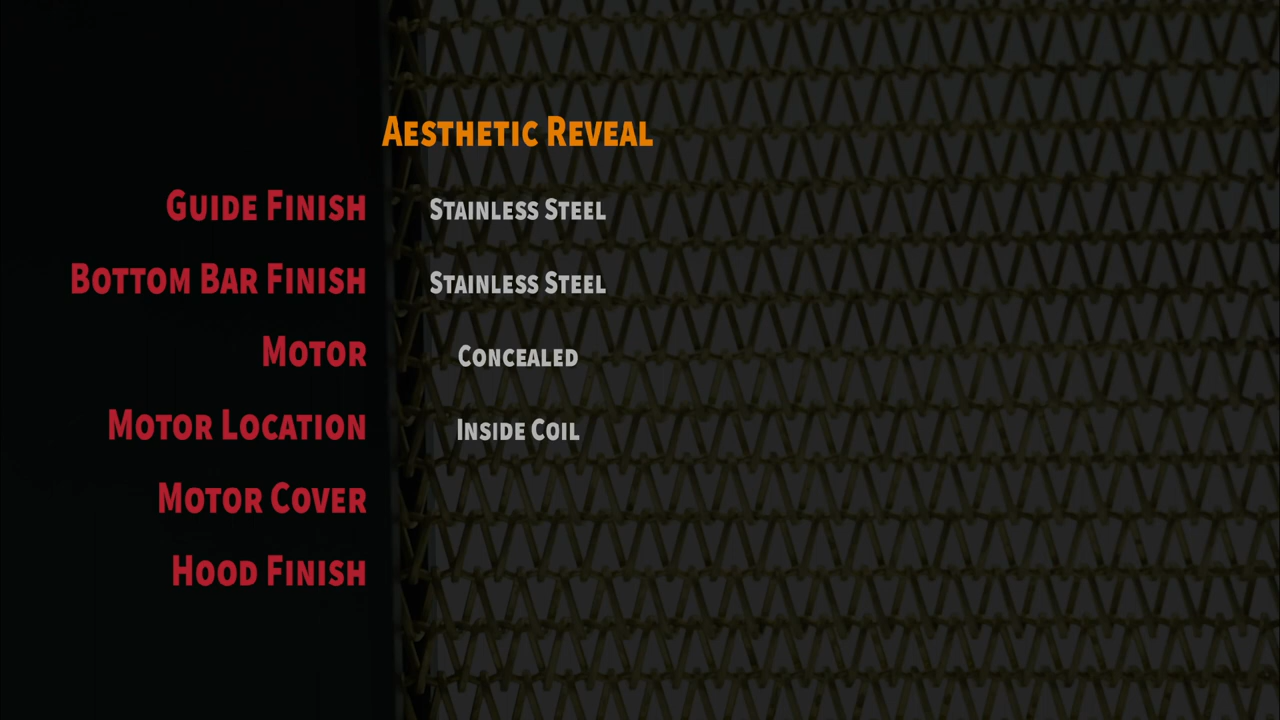 Aesthetic Reveal
Guide Finish Stainless Steel
Bottom Bar Finish Stainless Steel
Motor Concealed
Motor Location Inside Coil
Motor Cover
Hood Finish